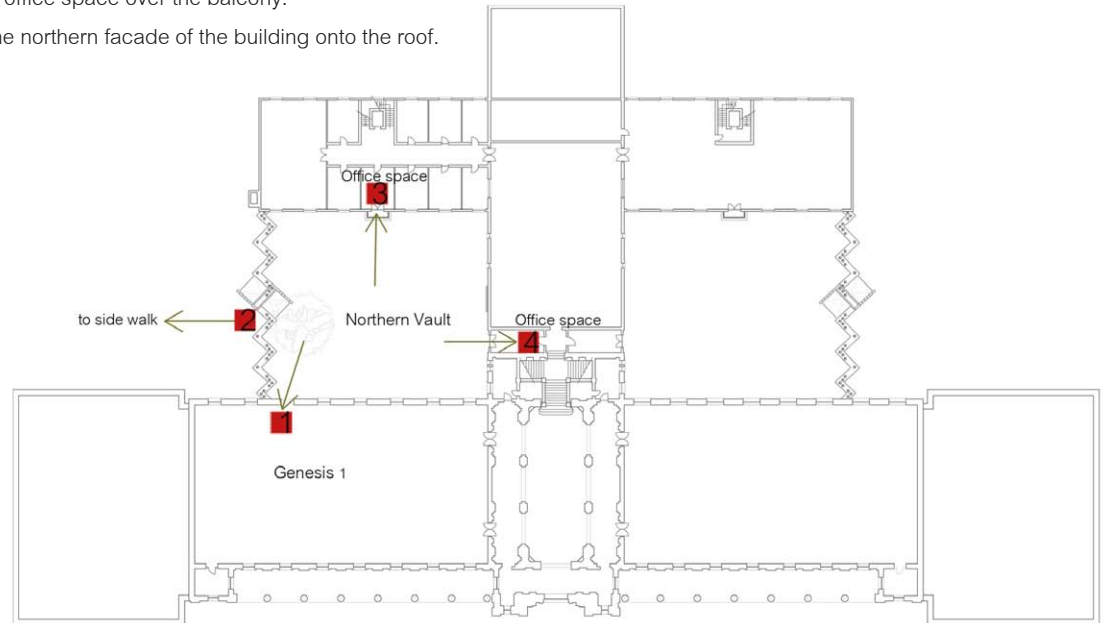 office space over the balcony.
he northern facade of the building onto the roof.
Office space
3
to side walk
2
Northern Vault
Office space
4
1
Genesis 1